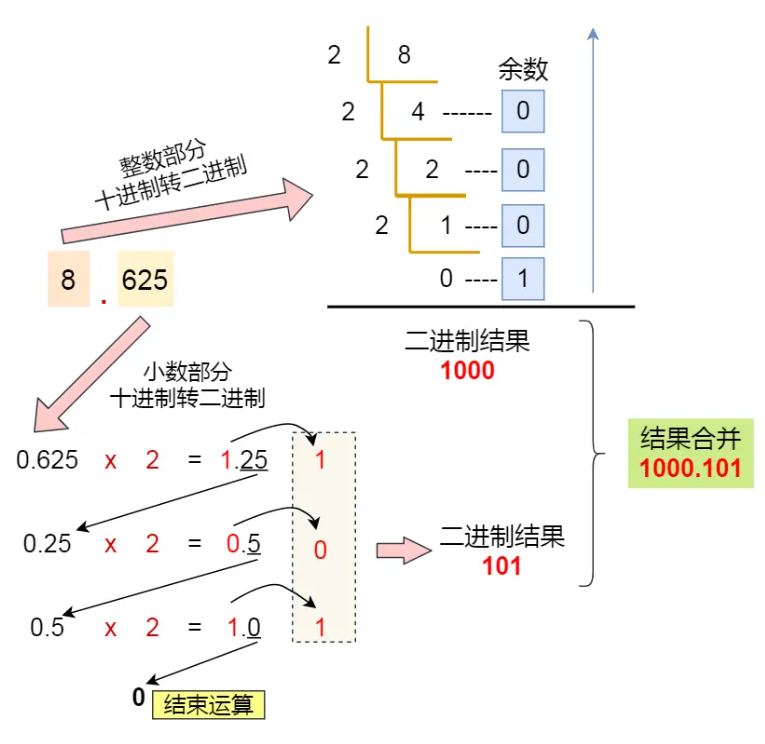 2 8
余数
2 4 ------ 0
2 2 ---- 0
2 1 ---- 0
0 ---- 1
整数部分
十进制转二进制
8 . 625
二进制结果
1000
小数部分
十进制转二进制
0.625 x 2 = 1.25 1
0.25 x 2 = 0.5 0
0.5 x 2 = 1.0 1
0 结束运算
二进制结果
101
结果合并
1000.101